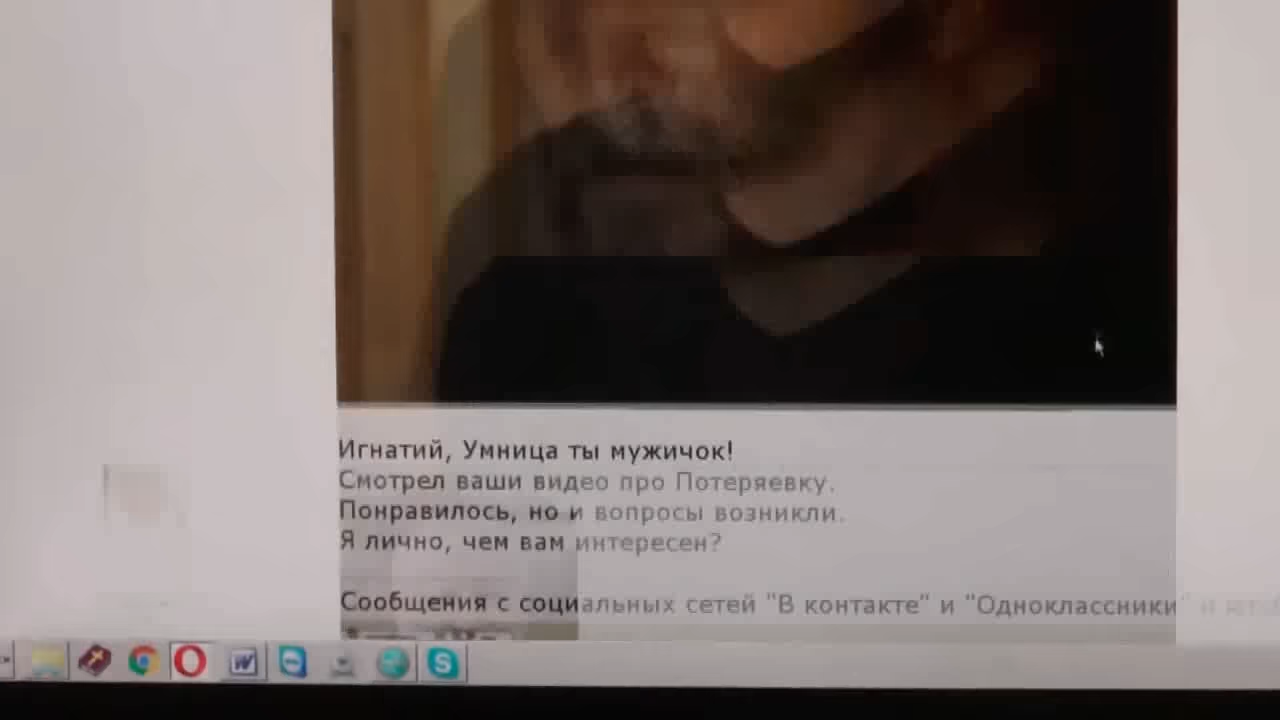 Игнатий, Умница ты мужичок!
Смотрел ваши видео про Потеряевку.
Понравилось, но и вопросы возникли.
Я лично, чем вам интересен?
Сообщения с социальных сетей "В контакте" и "Одноклассники" и